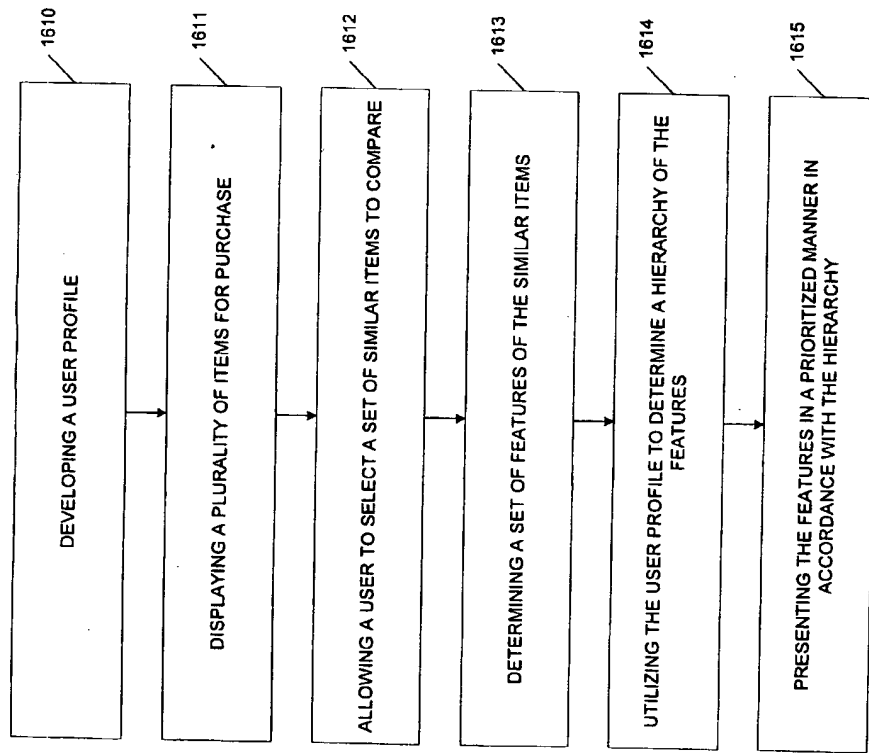 1610
DEVELOPING A USER PROFILE
1611
DISPLAYING A PLURALITY OF ITEMS FOR PURCHASE
1612
ALLOWING A USER TO SELECT A SET OF SIMILAR ITEMS TO COMPARE
1613
DETERMINING A SET OF FEATURES OF THE SIMILAR ITEMS
1614
UTILIZING THE USER PROFILE TO DETERMINE A HIERARCHY OF THE
FEATURES
1615
PRESENTING THE FEATURES IN A PRIORITIZED MANNER IN
ACCORDANCE WITH THE HIERARCHY